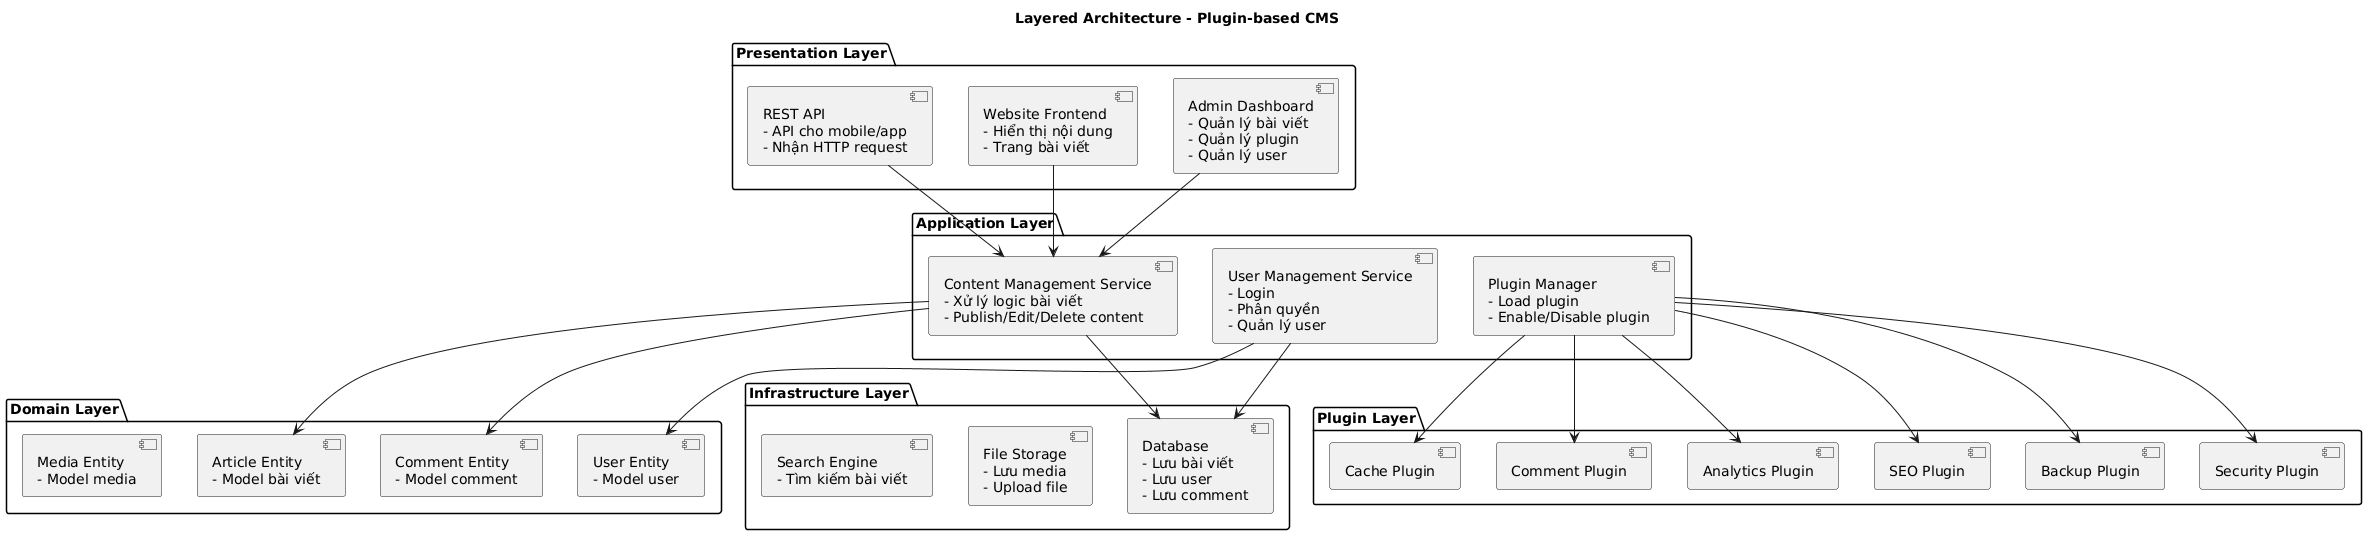 Layered Architecture - Plugin-based CMS
Presentation Layer
REST API
- API cho mobile/app
- Nhận HTTP request
Website Frontend
- Hiển thị nội dung
- Trang bài viết
Admin Dashboard
- Quản lý bài viết
- Quản lý plugin
- Quản lý user
Application Layer
Content Management Service
- Xử lý logic bài viết
- Publish/Edit/Delete content
User Management Service
- Login
- Phân quyền
- Quản lý user
Plugin Manager
- Load plugin
- Enable/Disable plugin
Domain Layer
Media Entity
- Model media
Article Entity
- Model bài viết
Comment Entity
- Model comment
User Entity
- Model user
Infrastructure Layer
Search Engine
- Tìm kiếm bài viết
File Storage
- Lưu media
- Upload file
Database
- Lưu bài viết
- Lưu user
- Lưu comment
Plugin Layer
Cache Plugin
Comment Plugin
Analytics Plugin
SEO Plugin
Backup Plugin
Security Plugin